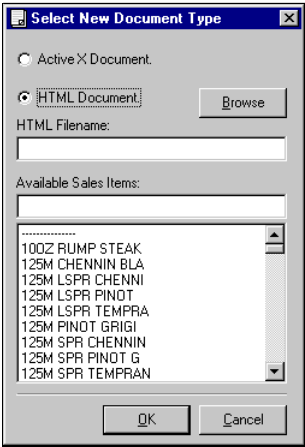 Select New Document Type
Active X Document.
HTML Document.
Browse
HTML Filename:
Available Sales Items:
---------------
10OZ RUMP STEAK
125M CHENNIN BLA
125M LSPR CHENNI
125M LSPR PINOT
125M LSPR TEMPRA
125M PINOT GRIGI
125M SPR CHENNIN
125M SPR PINOT G
125M SPR TEMPRAN
OK
Cancel